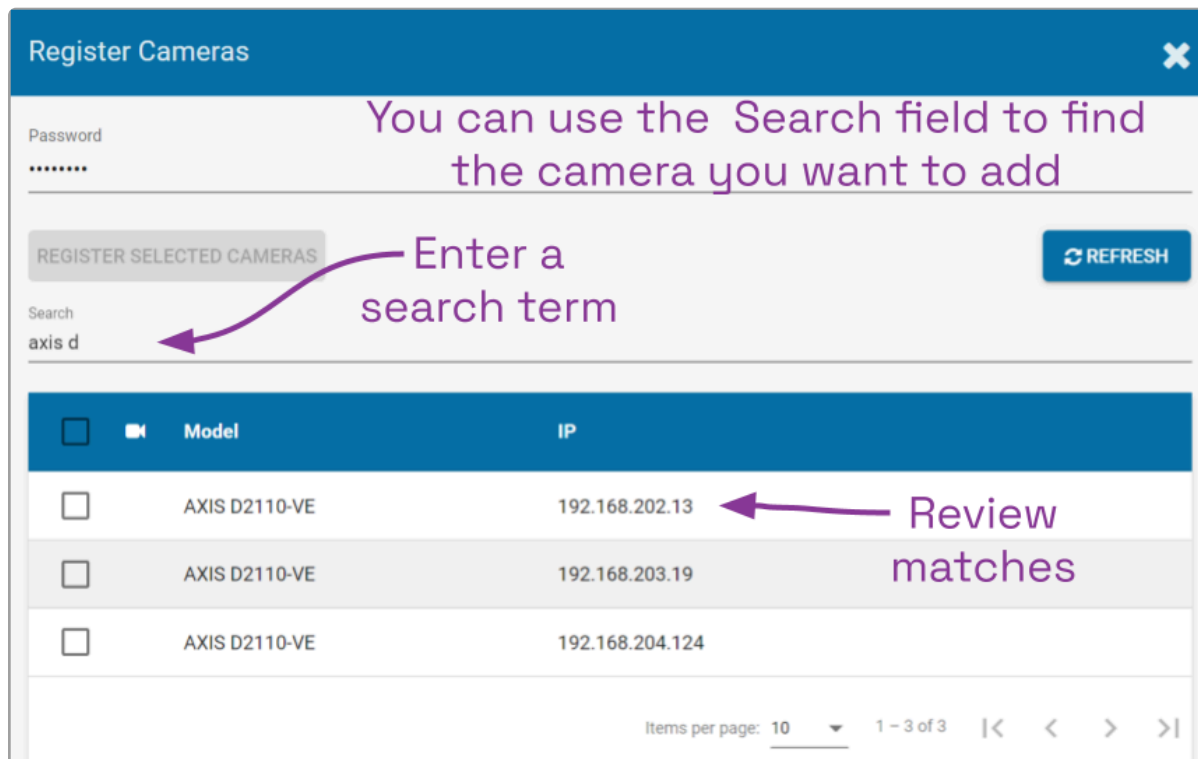 Register Cameras
You can use the Search field to find
the camera you want to add
Password
••••••••
REGISTER SELECTED CAMERAS
Enter a
search term
REFRESH
Search
axis d
Model IP
AXIS D2110-VE 192.168.202.13
Review
matches
AXIS D2110-VE 192.168.203.19
AXIS D2110-VE 192.168.204.124
Items per page: 10 1 – 3 of 3